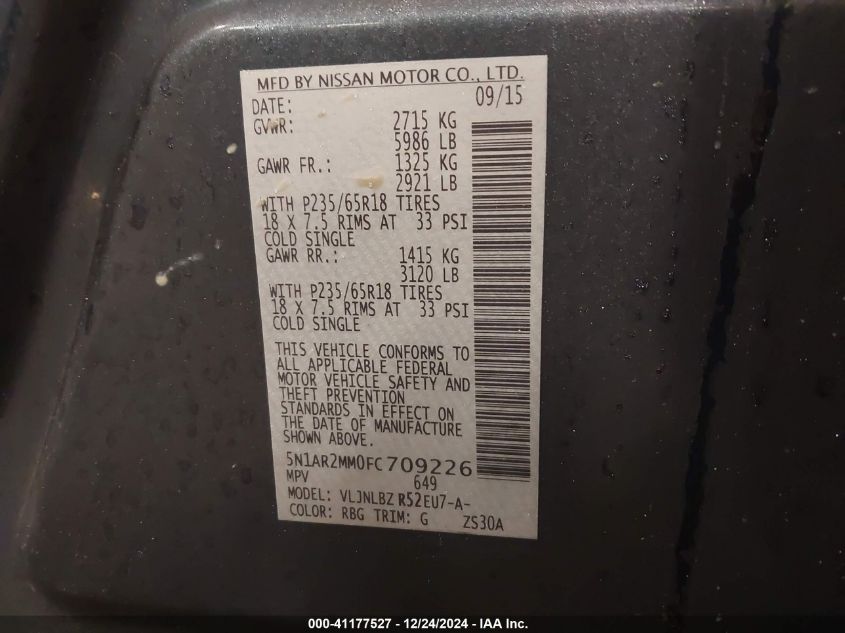 MFD BY NISSAN MOTOR CO., LTD.
DATE: 09/15
GVWR: 2715 KG
5986 LB
GAWR FR.: 1325 KG
2921 LB
WITH P235/65R18 TIRES
18 X 7.5 RIMS AT 33 PSI
COLD SINGLE
GAWR RR.: 1415 KG
3120 LB
WITH P235/65R18 TIRES
18 X 7.5 RIMS AT 33 PSI
COLD SINGLE
THIS VEHICLE CONFORMS TO
ALL APPLICABLE FEDERAL
MOTOR VEHICLE SAFETY AND
THEFT PREVENTION
STANDARDS IN EFFECT ON
THE DATE OF MANUFACTURE
SHOWN ABOVE.
5N1AR2MM0FC709226
MPV 649
MODEL: VLJNLBZ R52EU7-A-
COLOR: RBG TRIM: G ZS30A
000-41177527 - 12/24/2024 - IAA Inc.